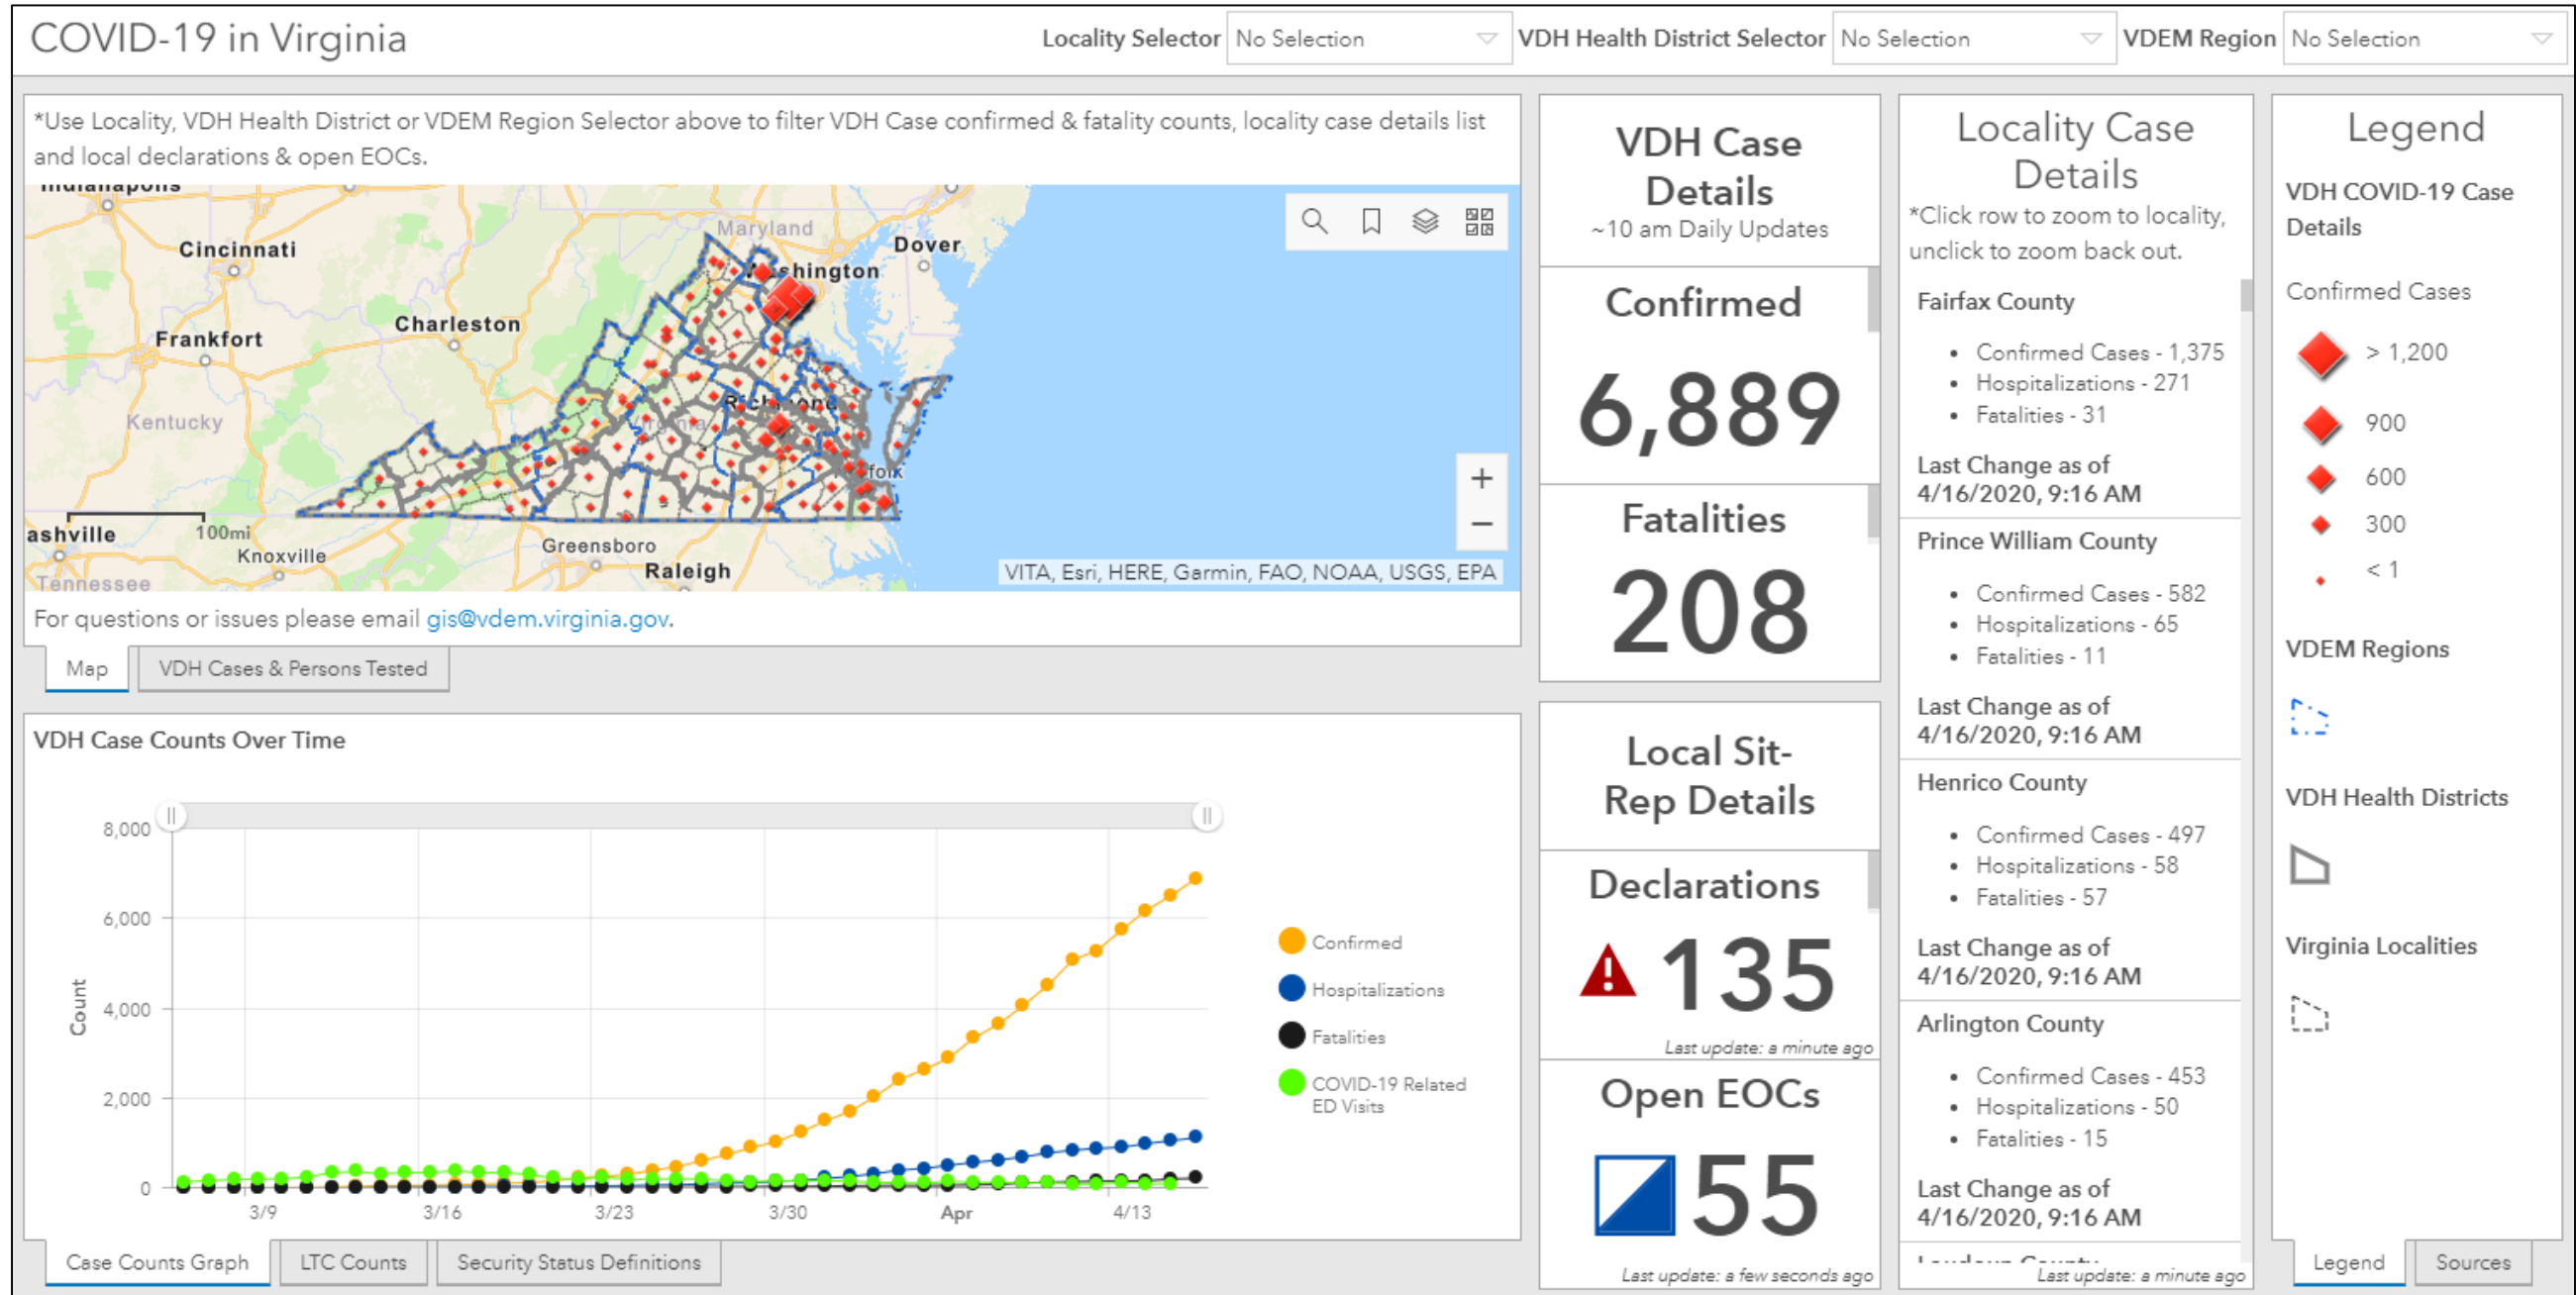 COVID-19 in Virginia
Locality Selector No Selection
VDH Health District Selector No Selection
VDEM Region No Selection
*Use Locality, VDH Health District or VDEM Region Selector above to filter VDH Case confirmed & fatality counts, locality case details list
and local declarations & open EOCs.
Indianapolis
Cincinnati
Frankfort
Charleston
Kentucky
Maryland
Dover
Richmond
Virginia
ashville
100mi
Knoxville
Tennessee
Greensboro
Raleigh
VITA, Esri, HERE, Garmin, FAO, NOAA, USGS, EPA
+
−
For questions or issues please email gis@vdem.virginia.gov.
Map
VDH Cases & Persons Tested
VDH Case Counts Over Time
8,000
6,000
4,000
2,000
0
Count
3/9
3/16
3/23
3/30
Apr
4/13
Confirmed
Hospitalizations
Fatalities
COVID-19 Related
ED Visits
Case Counts Graph
LTC Counts
Security Status Definitions
VDH Case
Details
~10 am Daily Updates
Confirmed
6,889
Fatalities
208
Local Sit-
Rep Details
Declarations
135
Last update: a minute ago
Open EOCs
55
Last update: a few seconds ago
Locality Case
Details
*Click row to zoom to locality,
unclick to zoom back out.
Fairfax County
• Confirmed Cases - 1,375
• Hospitalizations - 271
• Fatalities - 31
Last Change as of
4/16/2020, 9:16 AM
Prince William County
• Confirmed Cases - 582
• Hospitalizations - 65
• Fatalities - 11
Last Change as of
4/16/2020, 9:16 AM
Henrico County
• Confirmed Cases - 497
• Hospitalizations - 58
• Fatalities - 57
Last Change as of
4/16/2020, 9:16 AM
Arlington County
• Confirmed Cases - 453
• Hospitalizations - 50
• Fatalities - 15
Last Change as of
4/16/2020, 9:16 AM
Loudoun County
Last update: a minute ago
Legend
VDH COVID-19 Case
Details
Confirmed Cases
> 1,200
900
600
300
< 1
VDEM Regions
VDH Health Districts
Virginia Localities
Legend
Sources